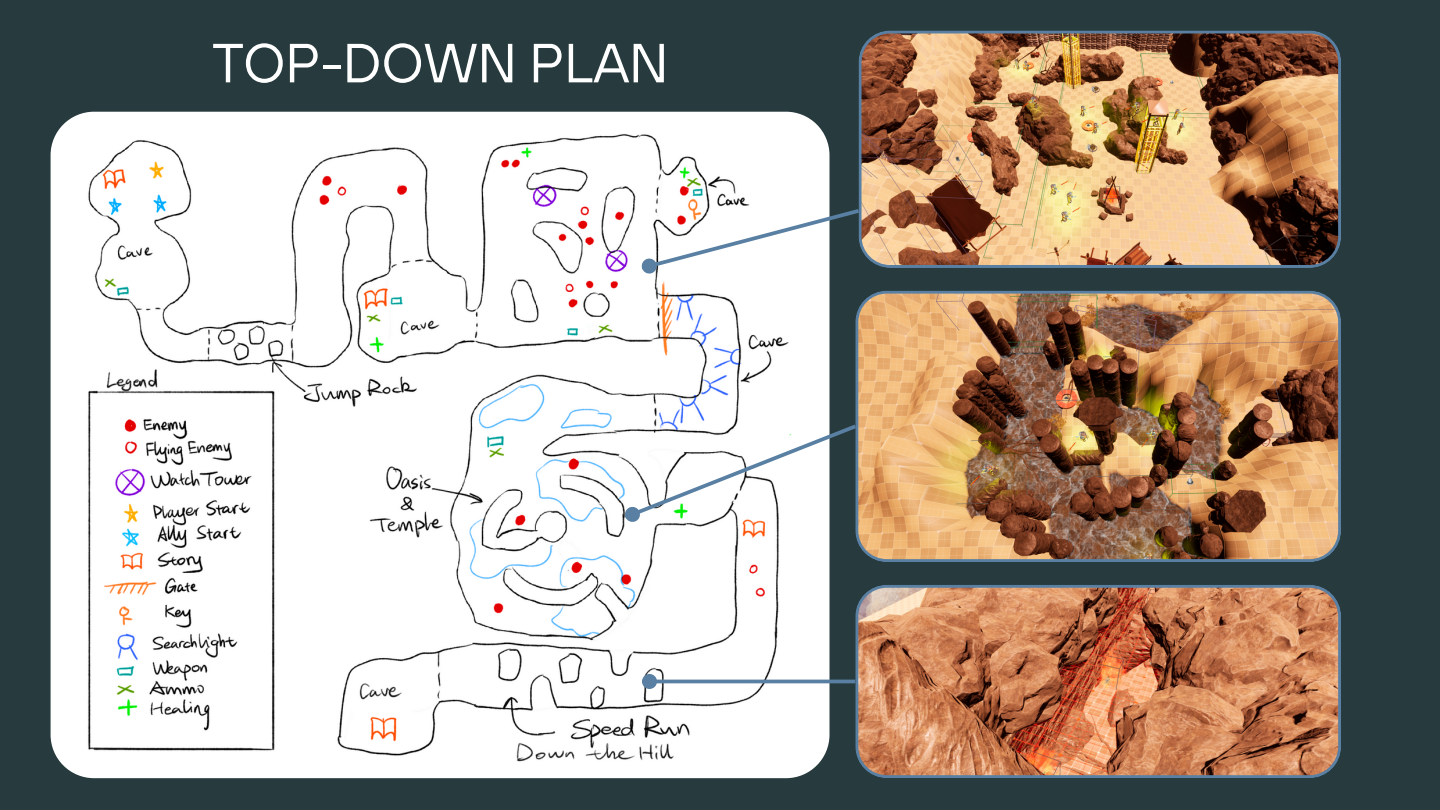 TOP-DOWN PLAN
Cave
Cave
Cave
Cave
Jump Rock
Legend
Enemy
Flying Enemy
Watch Tower
Player Start
Ally Start
Story
Gate
Key
Searchlight
Weapon
Ammo
Healing
Oasis
&
Temple
Cave
Speed Run
Down the Hill